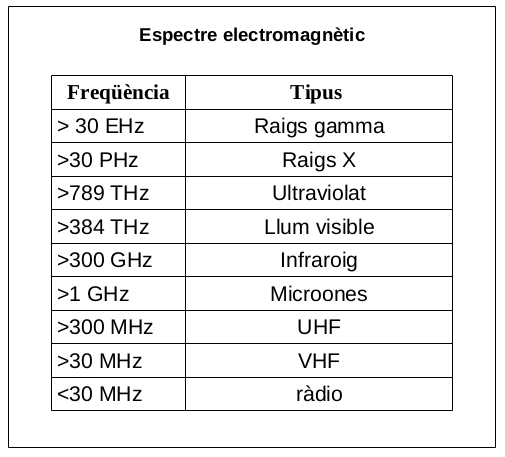 Espectre electromagnètic
Freqüència Tipus
> 30 EHz Raigs gamma
>30 PHz Raigs X
>789 THz Ultraviolat
>384 THz Llum visible
>300 GHz Infraroig
>1 GHz Microones
>300 MHz UHF
>30 MHz VHF
<30 MHz ràdio